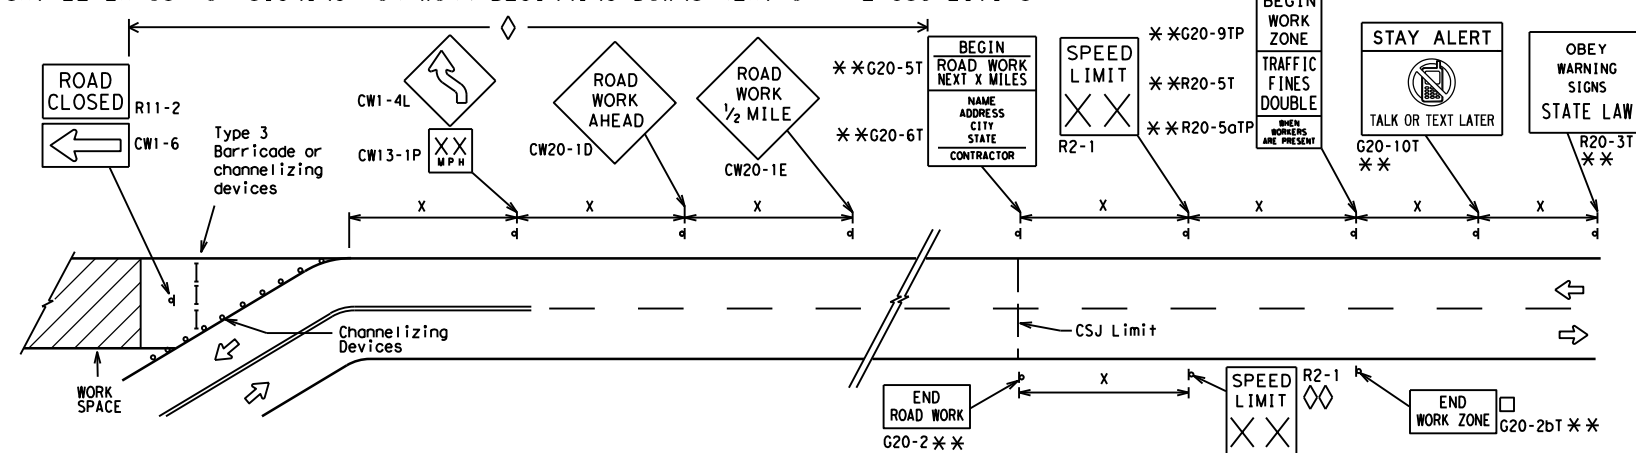 ROAD
CLOSED
R11-2
CW1-6
Type 3
Barricade or
channelizing
devices
CW1-4L
CW13-1P
XX
MPH
ROAD
WORK
AHEAD
CW20-1D
ROAD
WORK
1/2 MILE
CW20-1E
**G20-5T
**G20-6T
BEGIN
ROAD WORK
NEXT X MILES
NAME
ADDRESS
CITY
STATE
CONTRACTOR
SPEED
LIMIT
XX
R2-1
**G20-9TP
**R20-5T
**R20-5aTP
BEGIN
WORK
ZONE
TRAFFIC
FINES
DOUBLE
WHEN
WORKERS
ARE PRESENT
STAY ALERT
TALK OR TEXT LATER
G20-10T
**
OBEY
WARNING
SIGNS
STATE LAW
R20-3T
**
X
X
X
X
X
X
X
Channelizing
Devices
CSJ Limit
WORK
SPACE
END
ROAD WORK
G20-2 **
X
SPEED
LIMIT
XX
R2-1
END
WORK ZONE
G20-2bT **